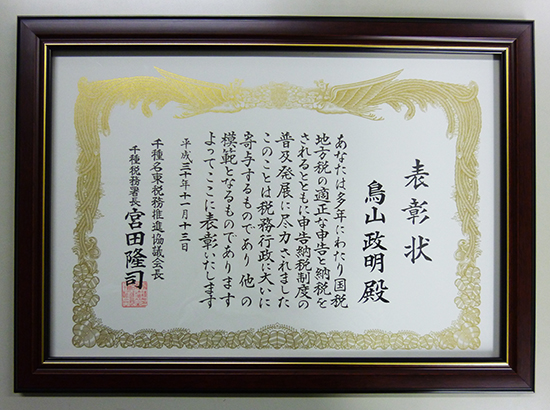 表彰状
鳥山政明殿
あなたは多年にわたり国税
地方税の適正な申告と納税を
されるとともに申告納税制度の
普及発展に尽力されました
このことは税務行政に大いに
寄与するものであり 他の
模範となるものであります
よってここに表彰いたします
平成三十年十一月十三日
千種名東税務推進協議会長
千種税務署長 宮田隆司